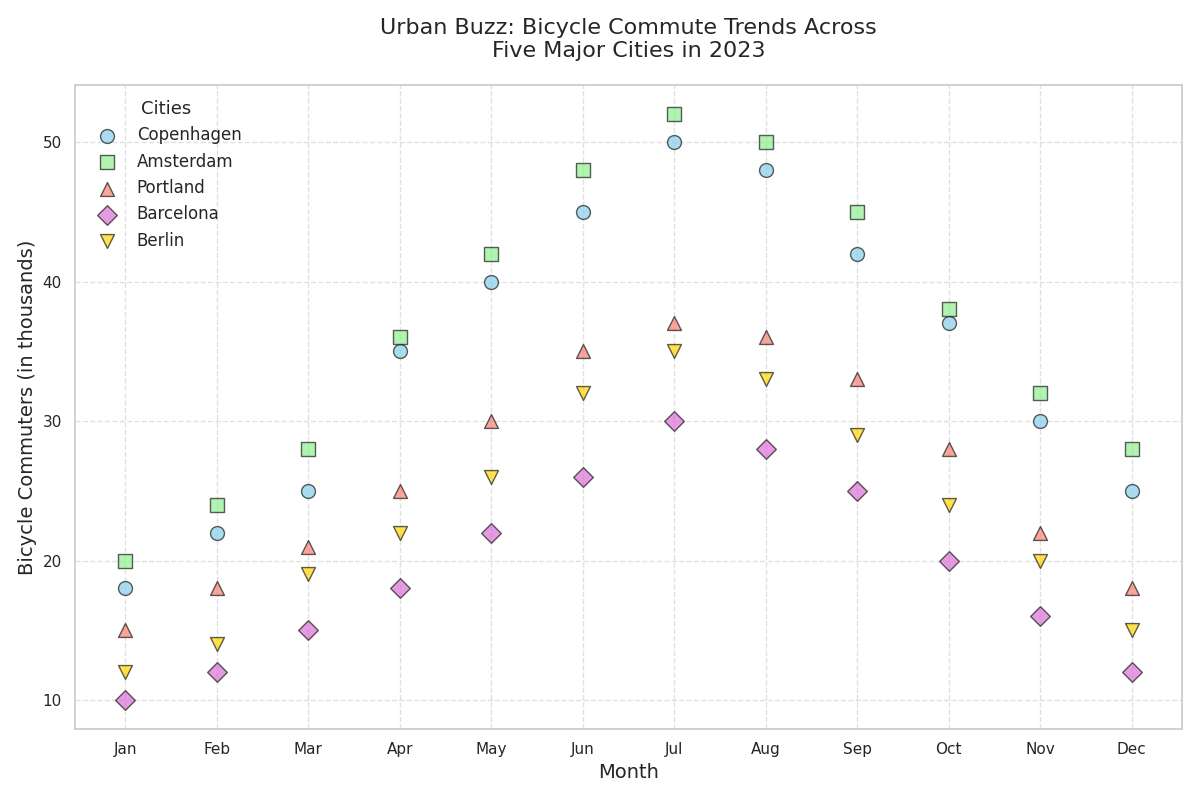 Urban Buzz: Bicycle Commute Trends Across
Five Major Cities in 2023
Cities
Copenhagen
Amsterdam
Portland
Barcelona
Berlin
Bicycle Commuters (in thousands)
50
40
30
20
10
Jan Feb Mar Apr May Jun Jul Aug Sep Oct Nov Dec
Month